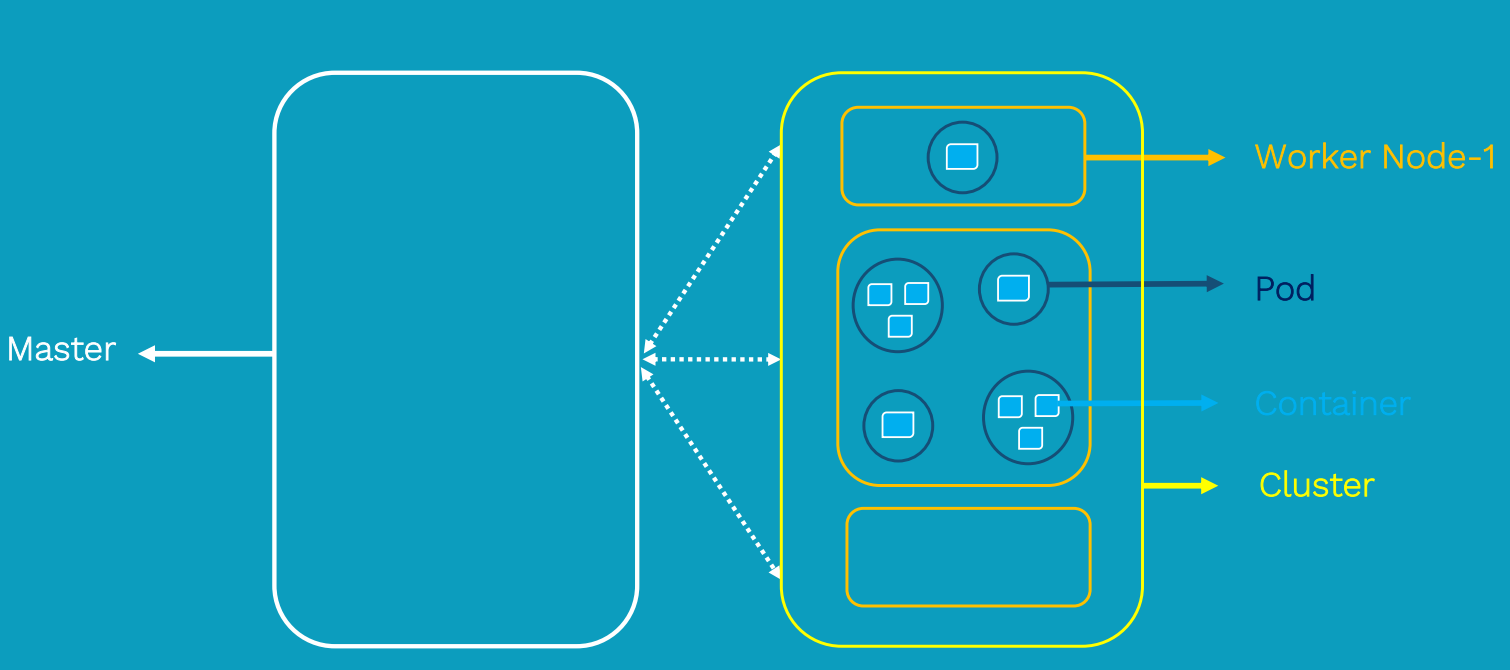 Worker Node-1
Pod
Master
Container
Cluster